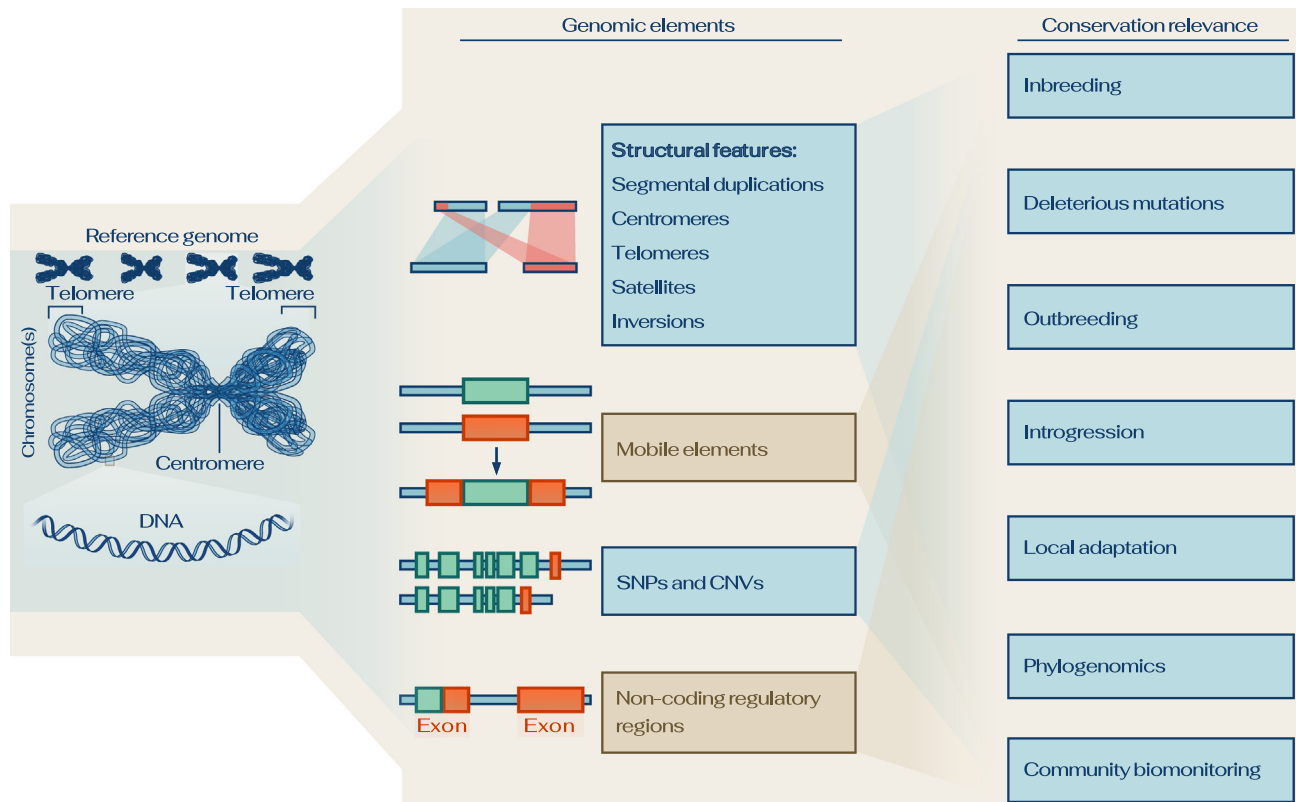 Genomic elements
Conservation relevance
Reference genome
Telomere
Telomere
Chromosome(s)
Centromere
DNA
Structural features:
Segmental duplications
Centromeres
Telomeres
Satellites
Inversions
Mobile elements
SNPs and CNVs
Exon
Exon
Non-coding regulatory
regions
Inbreeding
Deleterious mutations
Outbreeding
Introgression
Local adaptation
Phylogenomics
Community biomonitoring